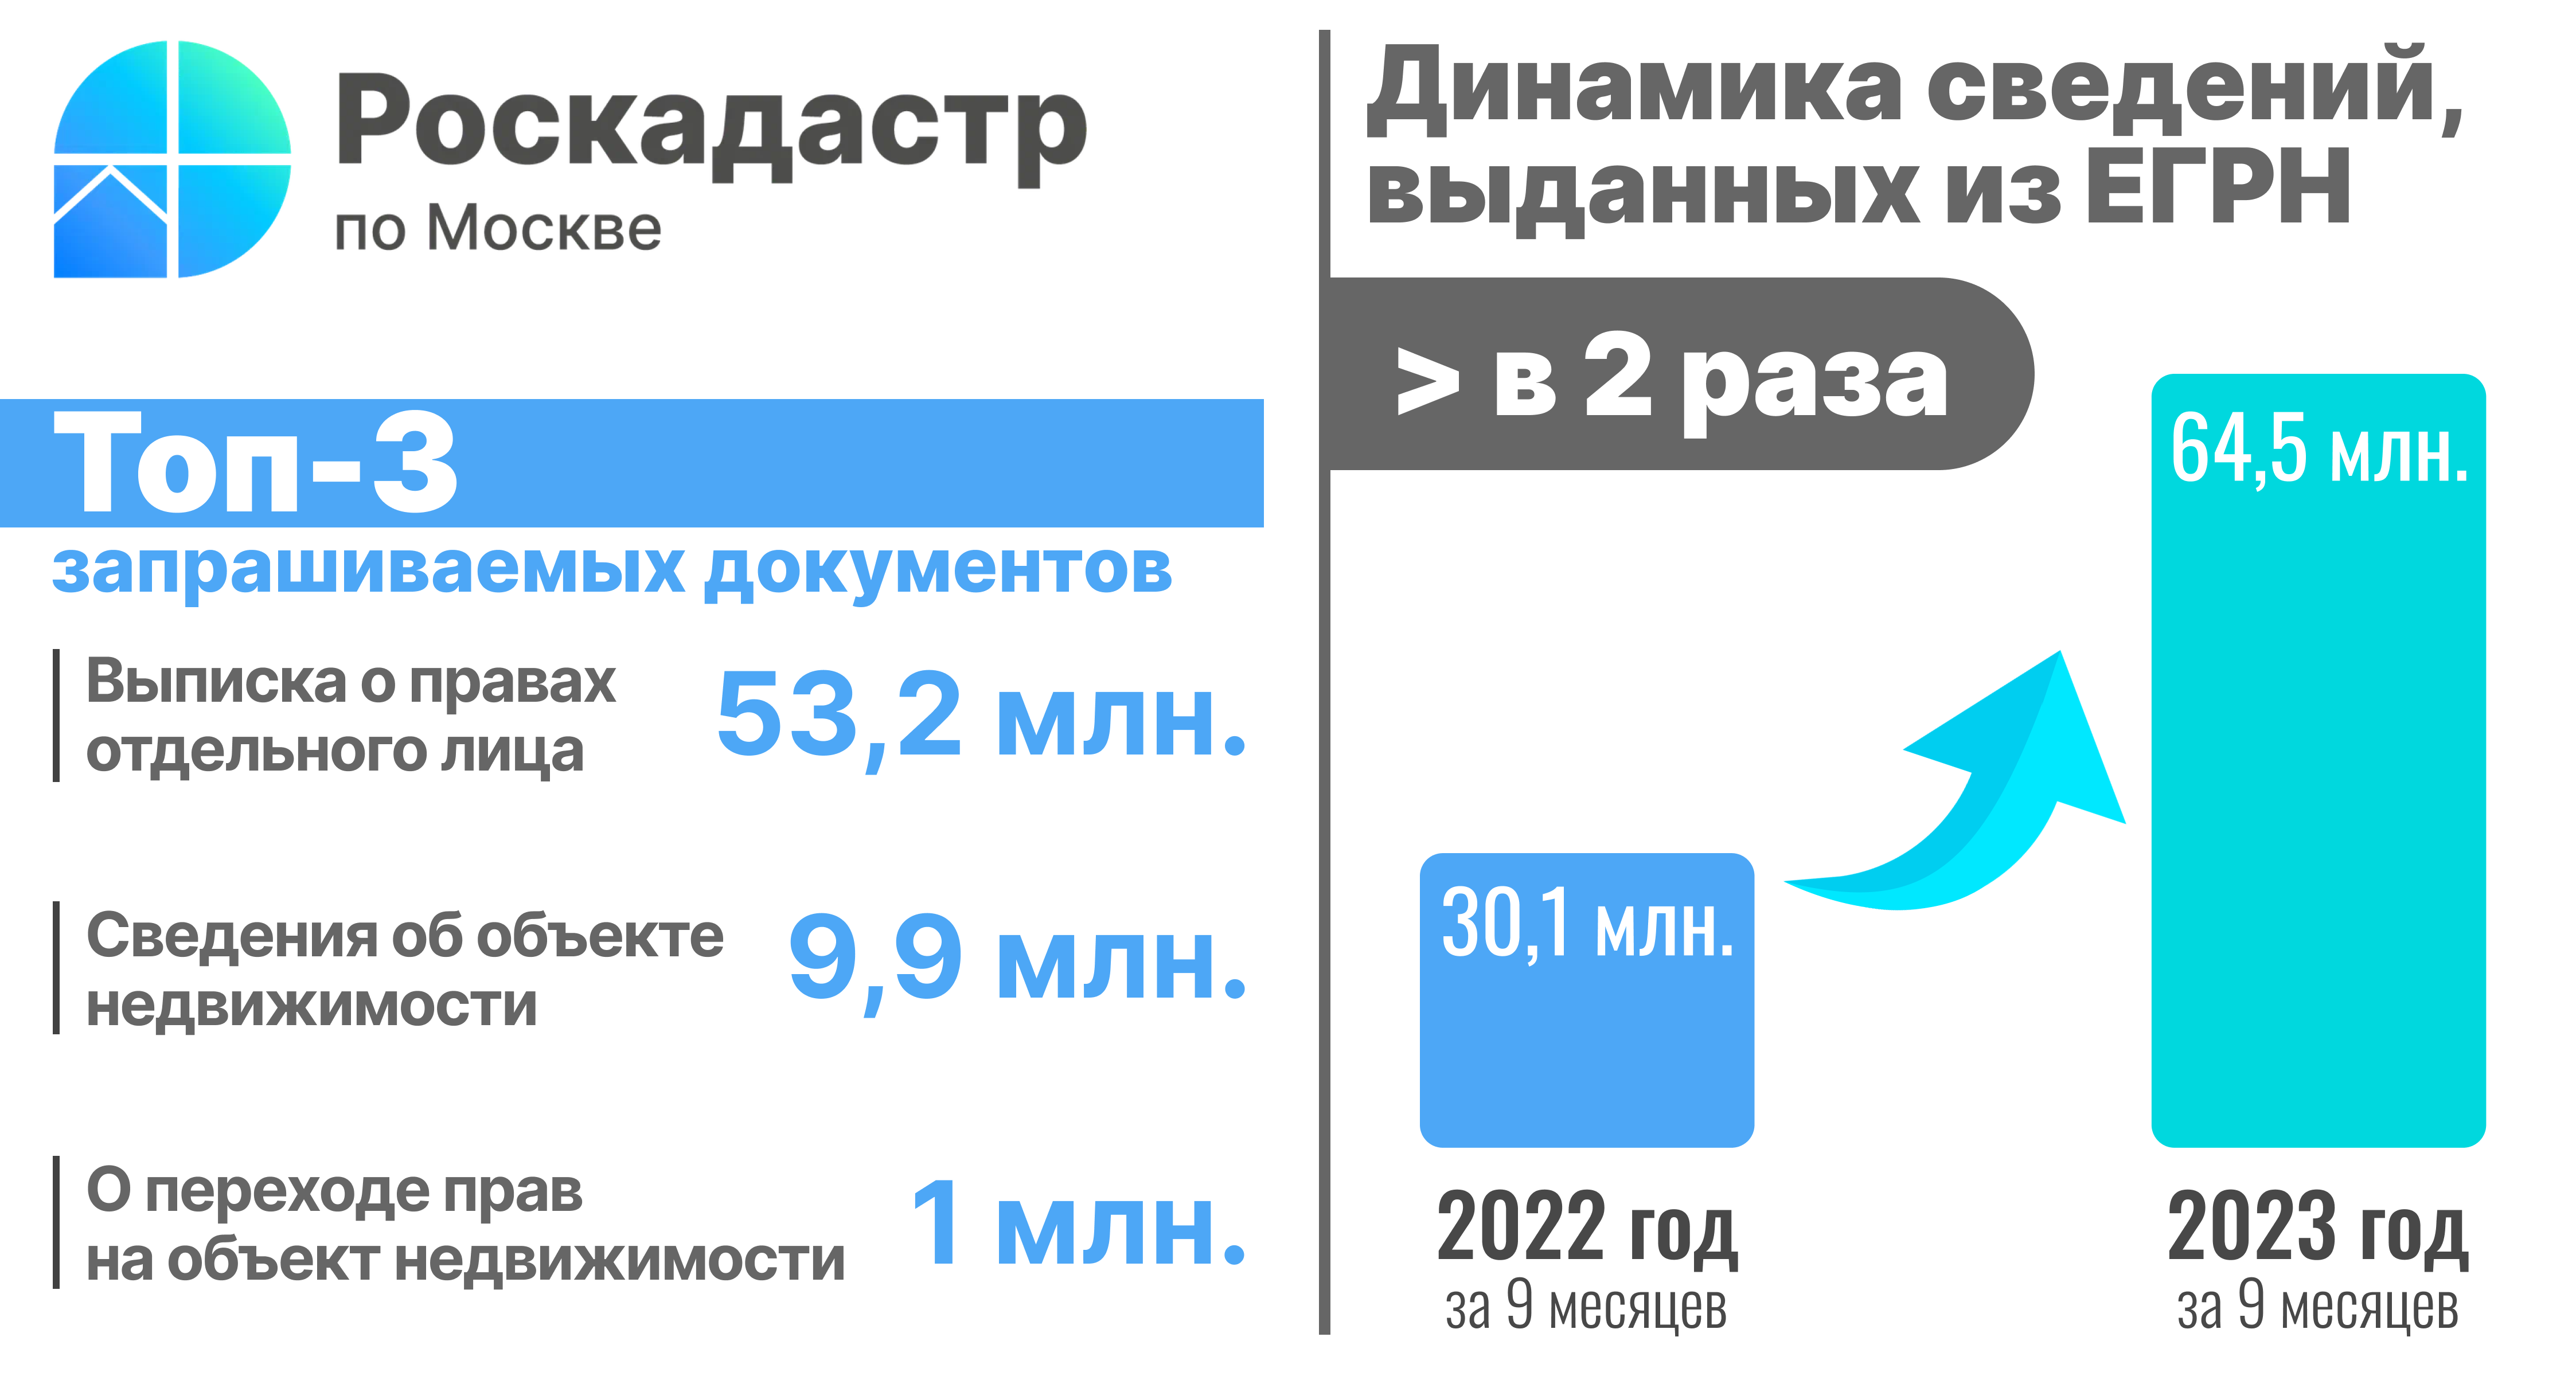 Роскадастр
по Москве
Топ-3
запрашиваемых документов
Выписка о правах
отдельного лица
53,2 млн.
Сведения об объекте
недвижимости
9,9 млн.
О переходе прав
на объект недвижимости
1 млн.
Динамика сведений,
выданных из ЕГРН
> в 2 раза
30,1 млн.
64,5 млн.
2022 год
за 9 месяцев
2023 год
за 9 месяцев